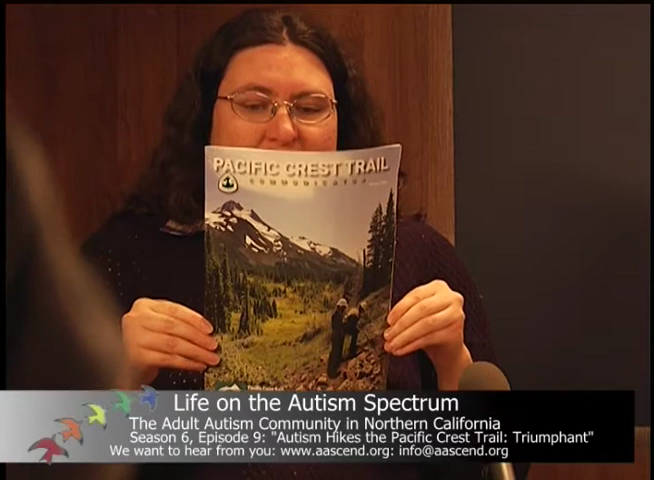 PACIFIC CREST TRAIL
COMMUNICATOR
Life on the Autism Spectrum
The Adult Autism Community in Northern California
Season 6, Episode 9: "Autism Hikes the Pacific Crest Trail: Triumphant"
We want to hear from you: www.aascend.org: info@aascend.org